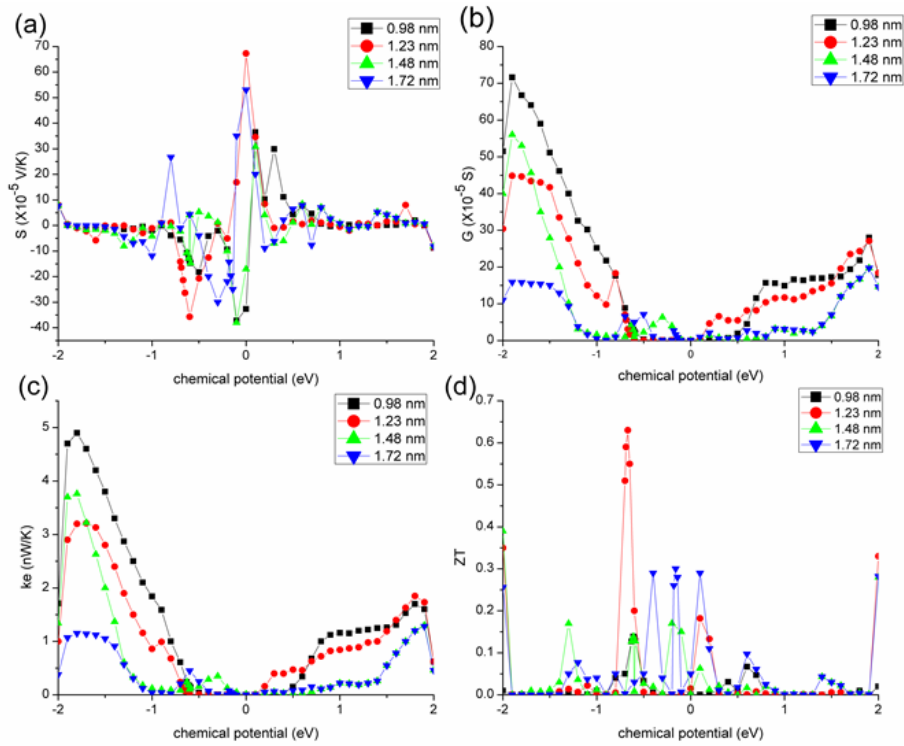 (a)
0.98 nm
1.23 nm
1.48 nm
1.72 nm
70
60
50
40
30
20
10
0
-10
-20
-30
-40
S (X10⁻⁵ V/K)
-2
-1
0
1
2
chemical potential (eV)
(b)
0.98 nm
1.23 nm
1.48 nm
1.72 nm
80
70
60
50
40
30
20
10
0
G (X10⁻⁵ S)
-2
-1
0
1
2
chemical potential (eV)
(c)
0.98 nm
1.23 nm
1.48 nm
1.72 nm
5
4
3
2
1
0
ke (nW/K)
-2
-1
0
1
2
chemical potential (eV)
(d)
0.98 nm
1.23 nm
1.48 nm
1.72 nm
0.7
0.6
0.5
0.4
0.3
0.2
0.1
0.0
ZT
-2
-1
0
1
2
chemical potential (eV)